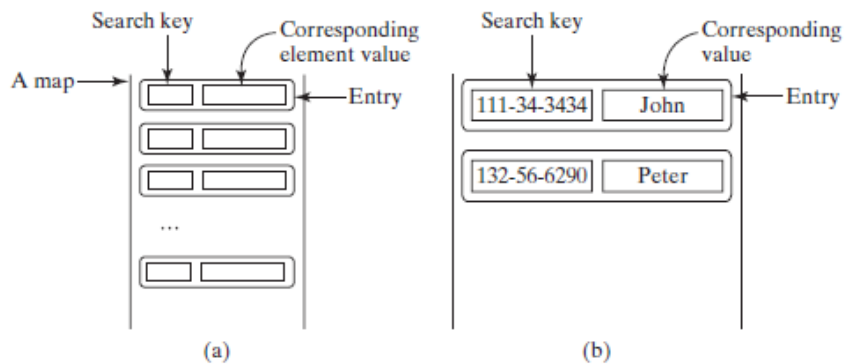 Search key
Corresponding
element value
A map
Entry
...
(a)
Search key
Corresponding
value
111-34-3434 John
Entry
132-56-6290 Peter
(b)